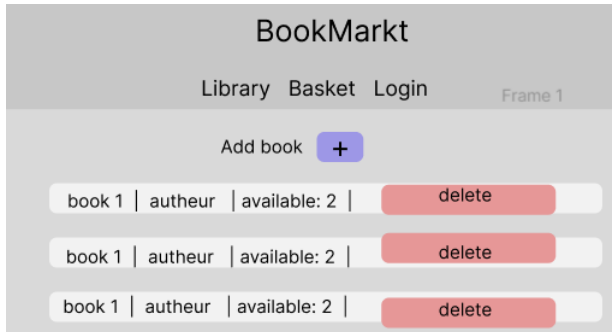 BookMarkt
Library Basket Login
Frame 1
Add book +
book 1 | autheur | available: 2 | delete
book 1 | autheur | available: 2 | delete
book 1 | autheur | available: 2 | delete